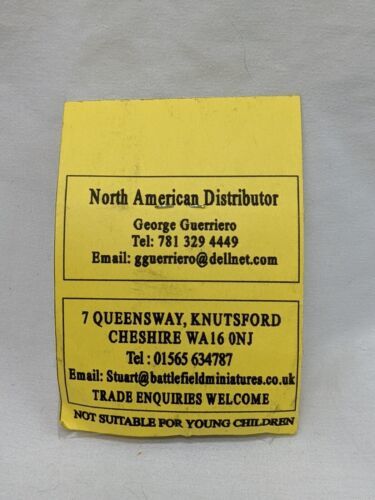 North American Distributor
George Guerriero
Tel: 781 329 4449
Email: gguerriero@dellnet.com
7 QUEENSWAY, KNUTSFORD
CHESHIRE WA16 0NJ
Tel : 01565 634787
Email: Stuart@battlefieldminiatures.co.uk
TRADE ENQUIRIES WELCOME
NOT SUITABLE FOR YOUNG CHILDREN